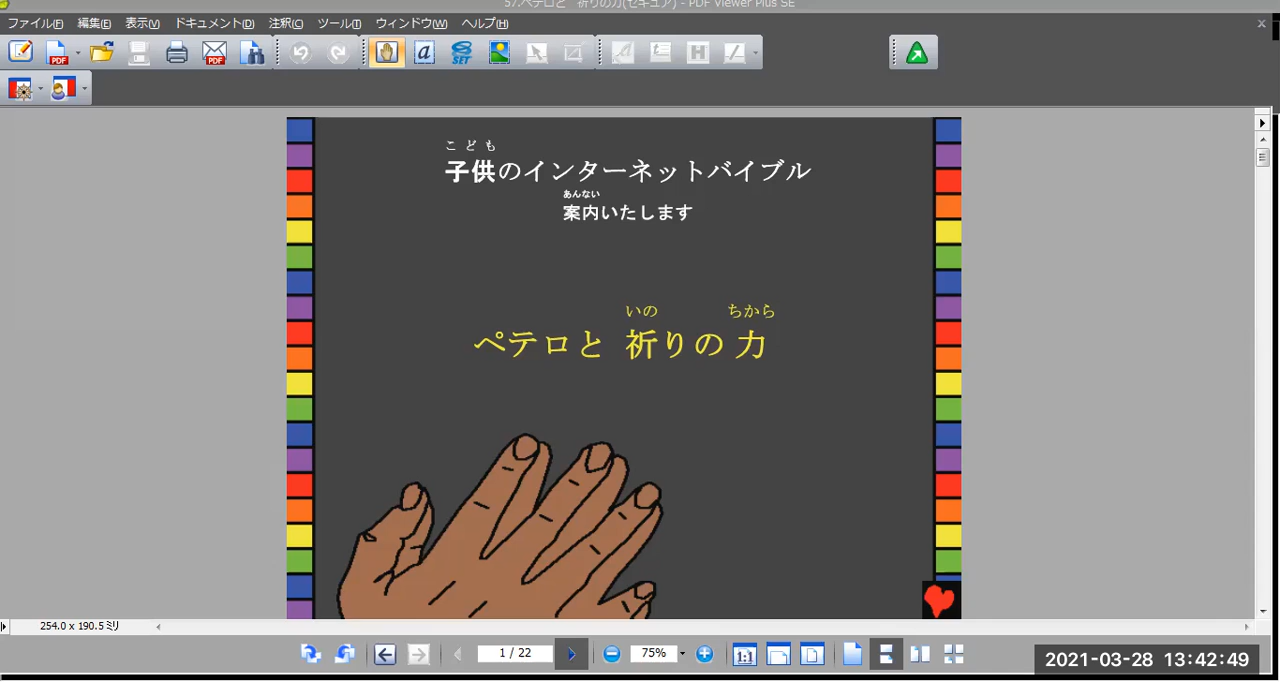 57.ペテロと 祈りの力(セキュア) - PDF Viewer Plus SE
ファイル(F) 編集(E) 表示(V) ドキュメント(D) 注釈(C) ツール(T) ウィンドウ(W) ヘルプ(H)
こども
子供のインターネットバイブル
あんない
案内いたします
いの ちから
ペテロと 祈りの 力
254.0 x 190.5 ミリ
1 / 22
75%
1:1
2021-03-28 13:42:49